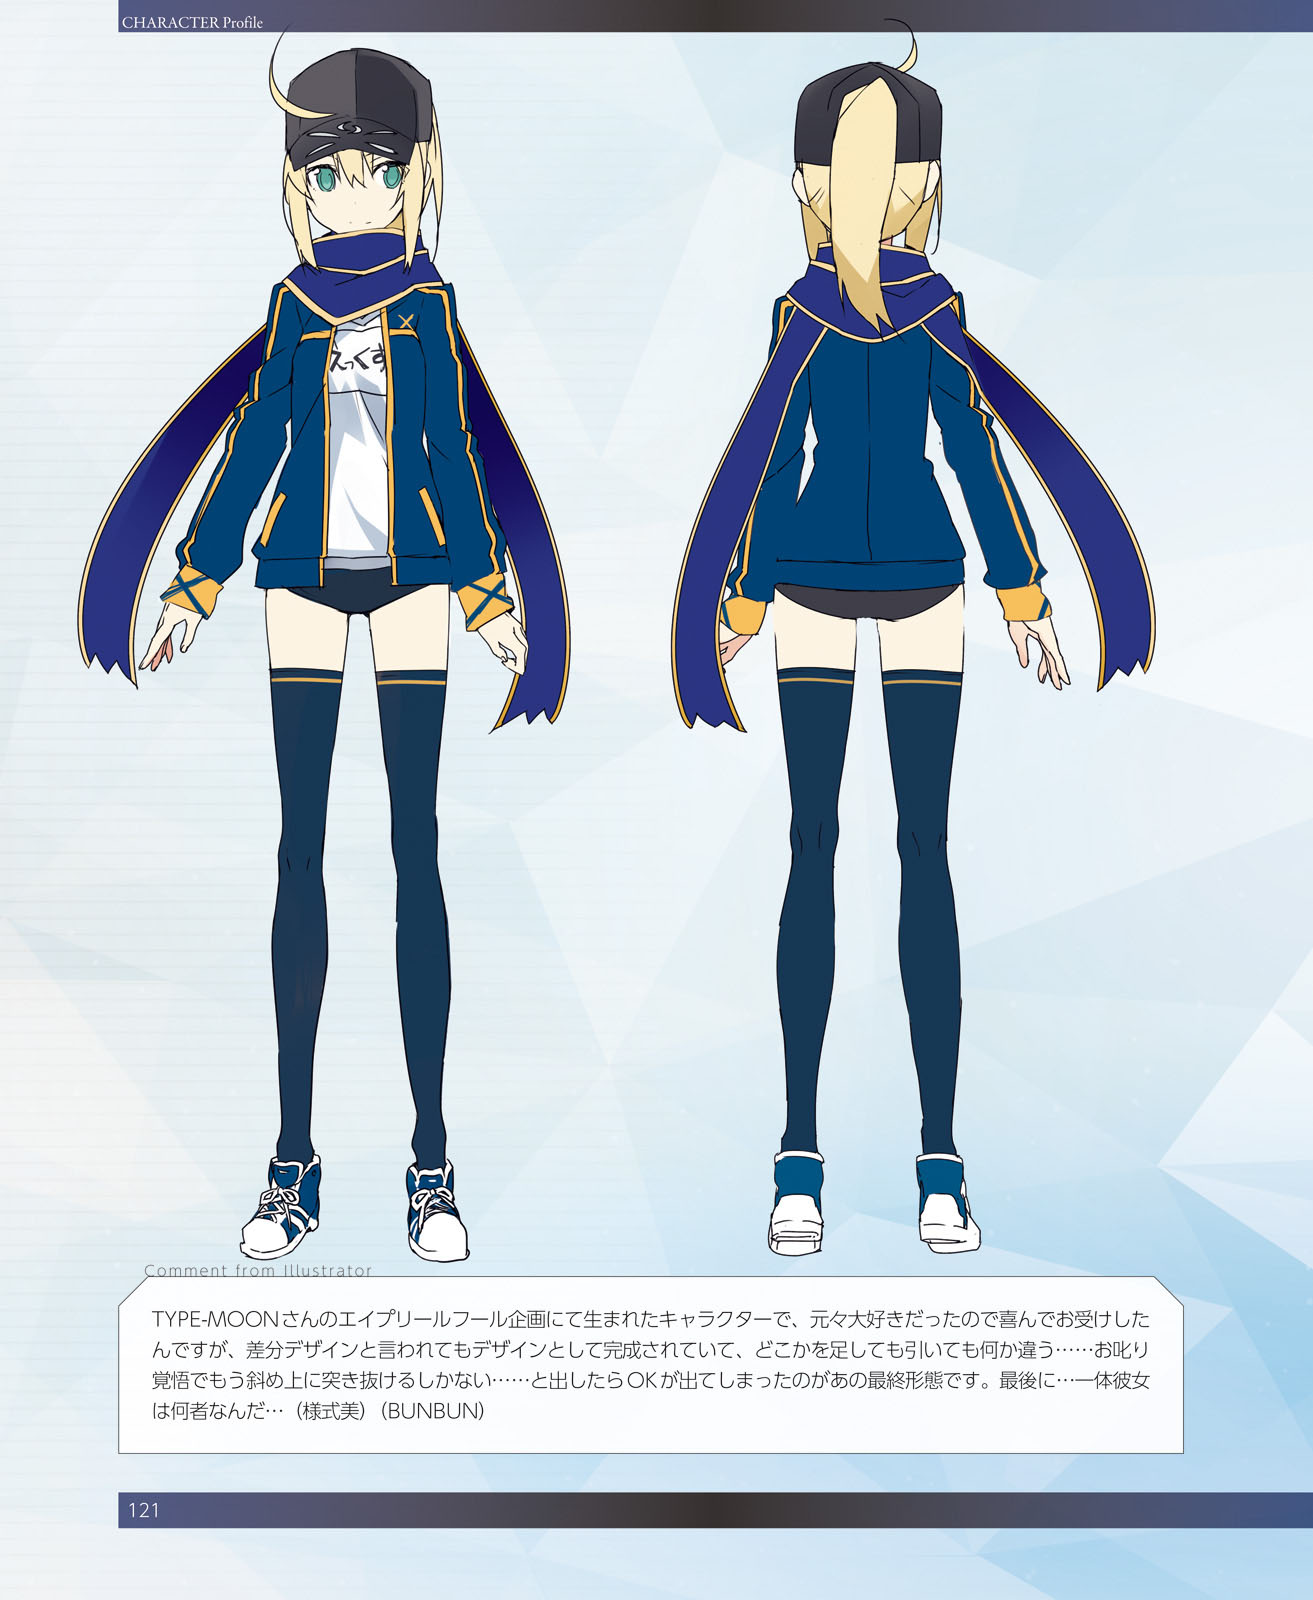 CHARACTER Profile
えっくす
Comment from Illustrator
TYPE-MOONさんのエイプリールフール企画にて生まれたキャラクターで、元々大好きだったので喜んでお受けした
んですが、差分デザインと言われてもデザインとして完成されていて、どこかを足しても引いても何か違う……お叱り
覚悟でもう斜め上に突き抜けるしかない……と出したらOKが出てしまったのがあの最終形態です。最後に…一体彼女
は何者なんだ…（様式美）（BUNBUN）
121